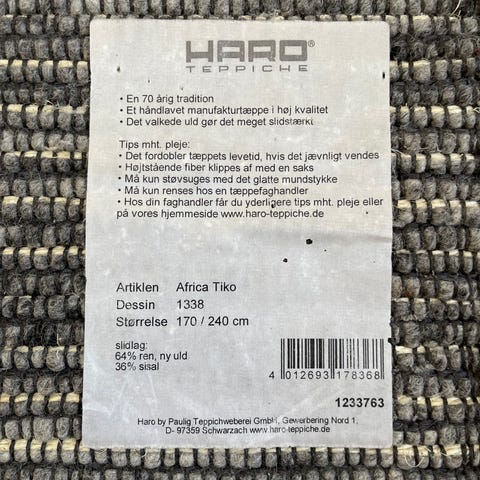 HARO®
TEPPICHE
• En 70 årig tradition
• Et håndlavet manufakturtæppe i høj kvalitet
• Det valkede uld gør det meget slidstærkt
Tips mht. pleje:
• Det fordobler tæppets levetid, hvis det jævnligt vendes
• Højtstående fiber klippes af med en saks
• Må kun støvsuges med det glatte mundstykke
• Må kun renses hos en tæppefaghandler
• Hos din faghandler får du yderligere tips mht. pleje eller
på vores hjemmeside www.haro-teppiche.de
Artiklen Africa Tiko
Dessin 1338
Størrelse 170 / 240 cm
slidlag:
64% ren, ny uld
36% sisal
4 012693 178368
1233763
Haro by Paulig Teppichweberei GmbH, Gewerbering Nord 1,
D- 97359 Schwarzach www.haro-teppiche.de